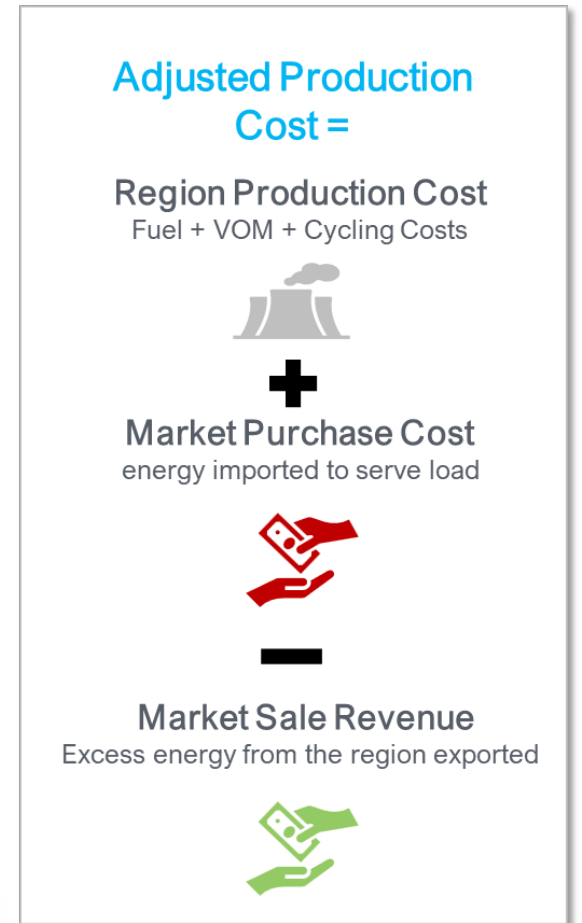 Adjusted Production
Cost =
Region Production Cost
Fuel + VOM + Cycling Costs
+
Market Purchase Cost
energy imported to serve load
−
Market Sale Revenue
Excess energy from the region exported